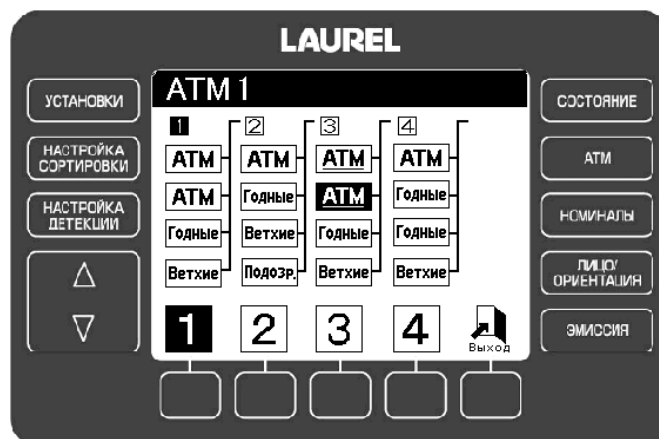 LAUREL
УСТАНОВКИ
НАСТРОЙКА
СОРТИРОВКИ
НАСТРОЙКА
ДЕТЕКЦИИ
ATM 1
1 2 3 4
ATM ATM ATM ATM
ATM Годные ATM Годные
Годные Ветхие Годные Годные
Ветхие Подозр. Ветхие Ветхие
1 2 3 4 Выход
СОСТОЯНИЕ
ATM
НОМИНАЛЫ
ЛИЦО/
ОРИЕНТАЦИЯ
ЭМИССИЯ